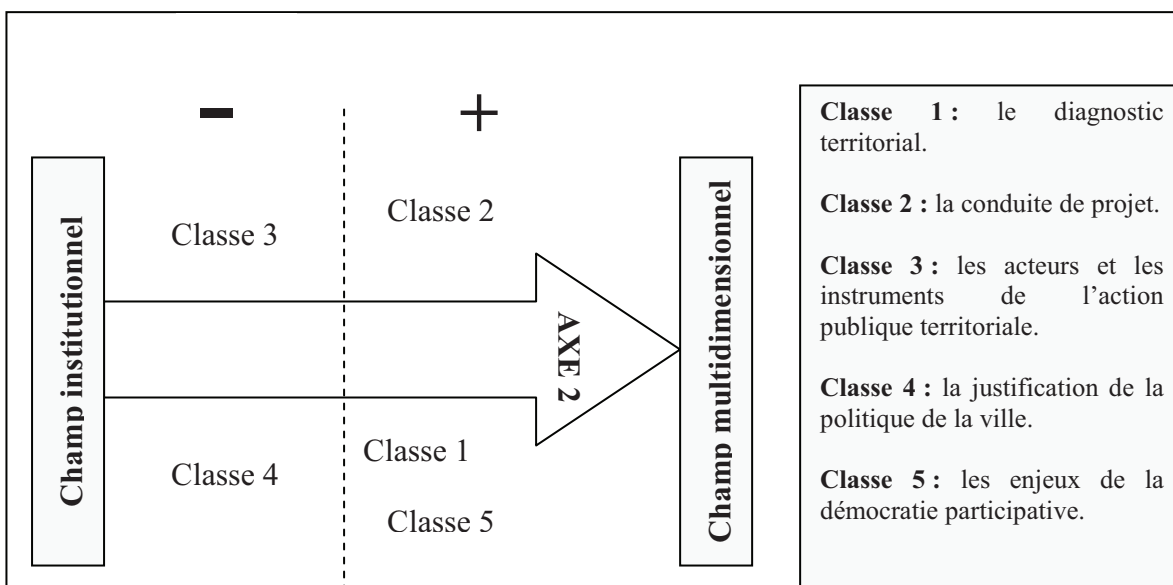 -
+
Champ institutionnel
Classe 3
Classe 2
AXE 2
Classe 4
Classe 1
Classe 5
Champ multidimensionnel
Classe 1 : le diagnostic
territorial.
Classe 2 : la conduite de projet.
Classe 3 : les acteurs et les
instruments de l’action
publique territoriale.
Classe 4 : la justification de la
politique de la ville.
Classe 5 : les enjeux de la
démocratie participative.